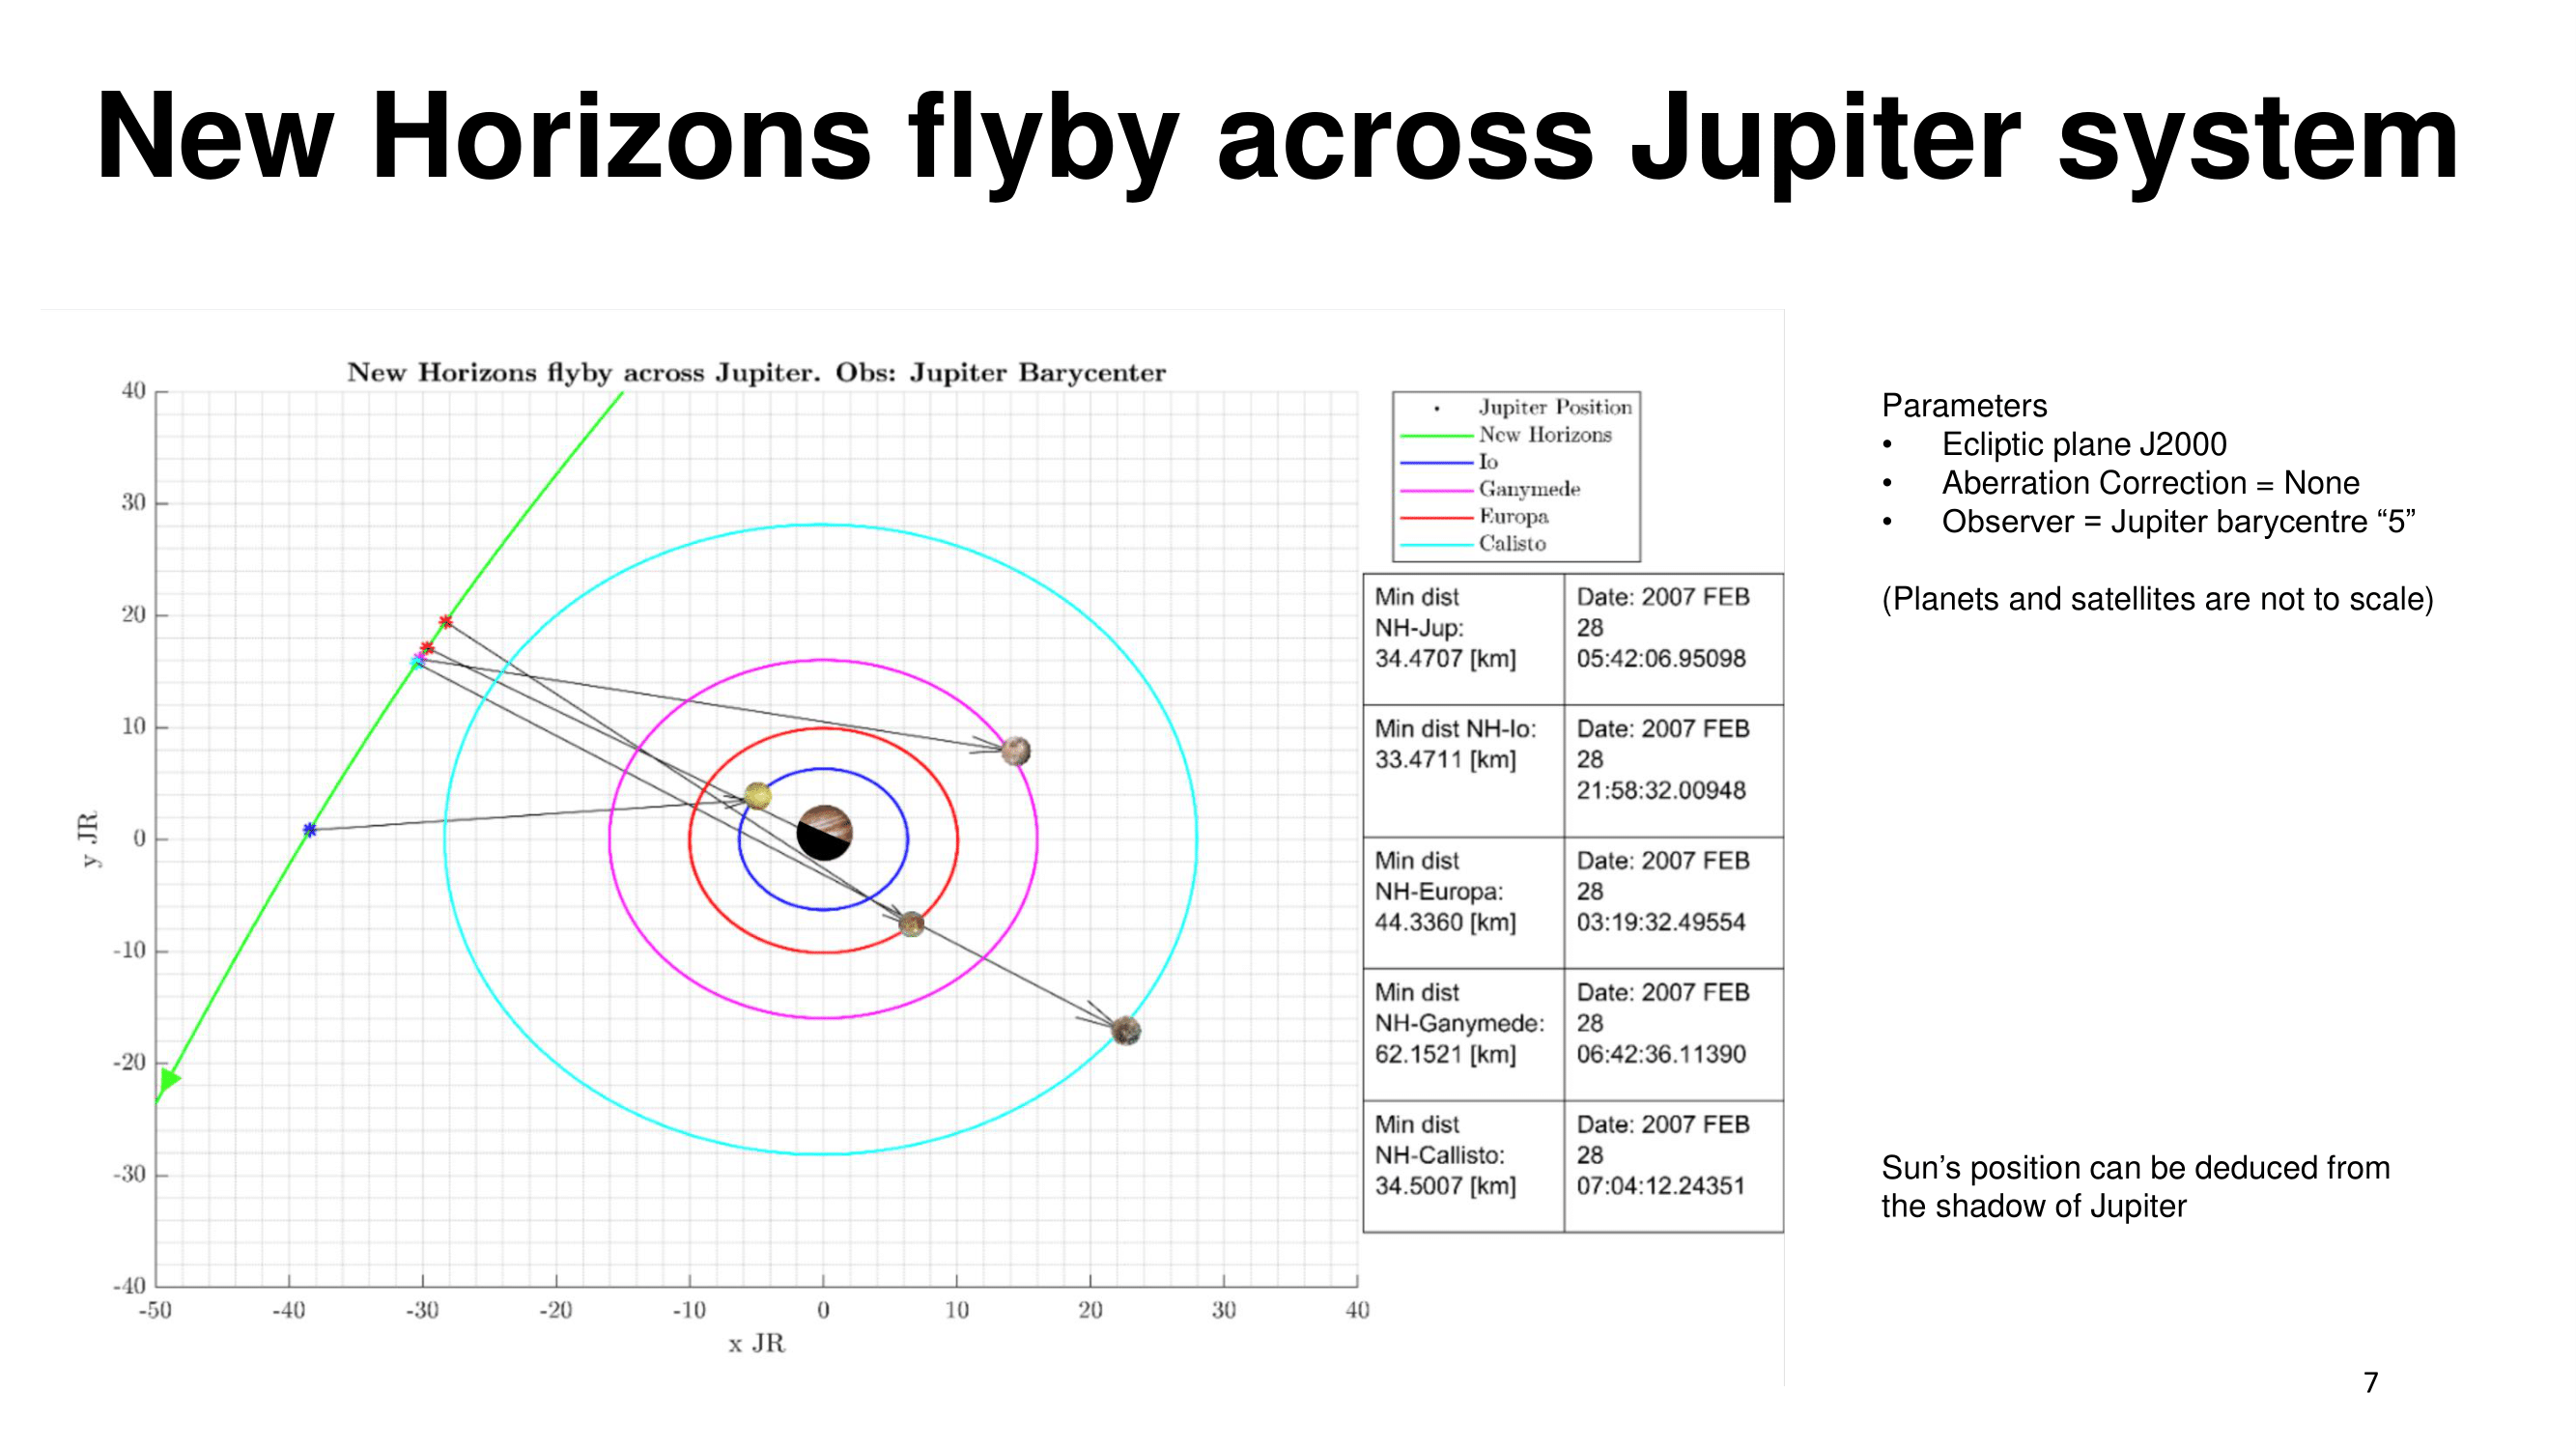 New Horizons flyby across Jupiter system
New Horizons flyby across Jupiter. Obs: Jupiter Barycenter
40
30
20
10
0
-10
-20
-30
-40
y JR
-50
-40
-30
-20
-10
0
10
20
30
40
x JR
Jupiter Position
New Horizons
Io
Ganymede
Europa
Calisto
Min dist
NH-Jup:
34.4707 [km]
Date: 2007 FEB
28
05:42:06.95098
Min dist NH-Io:
33.4711 [km]
Date: 2007 FEB
28
21:58:32.00948
Min dist
NH-Europa:
44.3360 [km]
Date: 2007 FEB
28
03:19:32.49554
Min dist
NH-Ganymede:
62.1521 [km]
Date: 2007 FEB
28
06:42:36.11390
Min dist
NH-Callisto:
34.5007 [km]
Date: 2007 FEB
28
07:04:12.24351
Parameters
• Ecliptic plane J2000
• Aberration Correction = None
• Observer = Jupiter barycentre “5”
(Planets and satellites are not to scale)
Sun’s position can be deduced from
the shadow of Jupiter
7